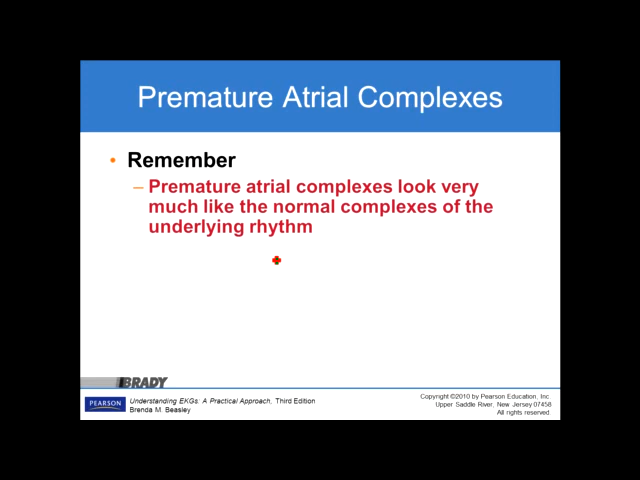 Premature Atrial Complexes
• Remember
– Premature atrial complexes look very
much like the normal complexes of the
underlying rhythm
BRADY
PEARSON
Understanding EKGs: A Practical Approach, Third Edition
Brenda M. Beasley
Copyright ©2010 by Pearson Education, Inc.
Upper Saddle River, New Jersey 07458
All rights reserved.